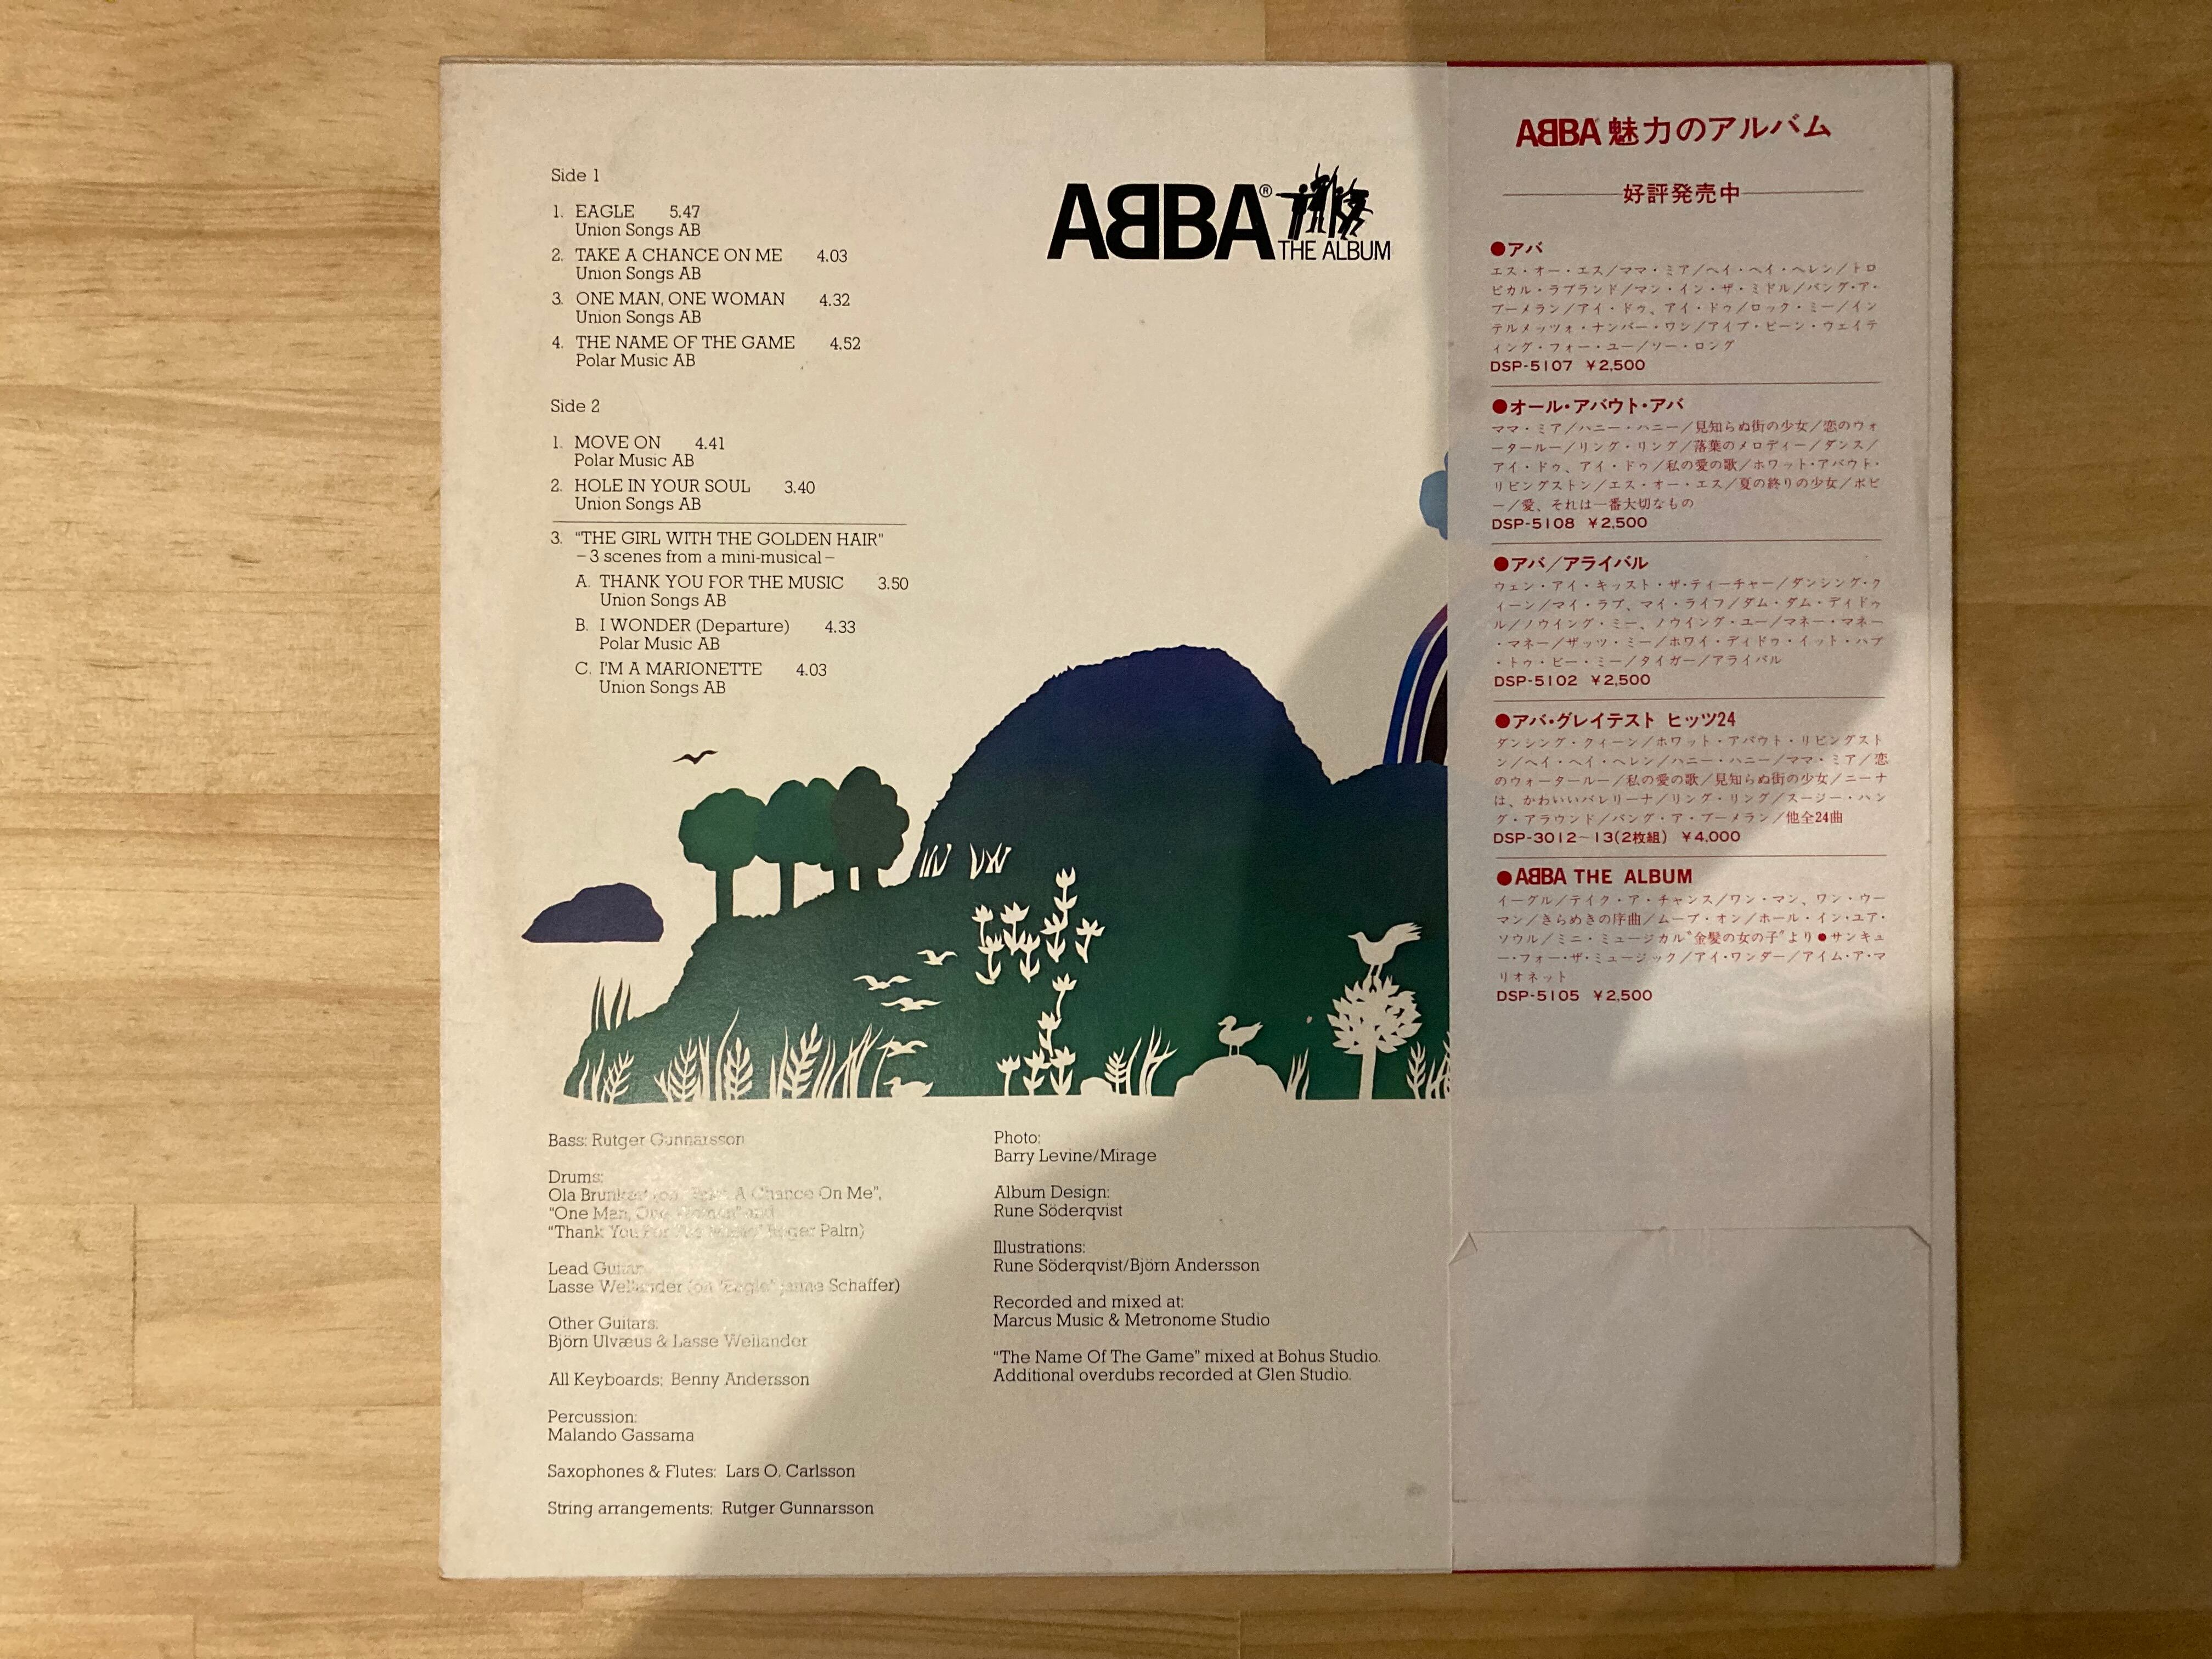 Side 1
1. EAGLE 5.47
Union Songs AB
2. TAKE A CHANCE ON ME 4.03
Union Songs AB
3. ONE MAN, ONE WOMAN 4.32
Union Songs AB
4. THE NAME OF THE GAME 4.52
Polar Music AB
Side 2
1. MOVE ON 4.41
Polar Music AB
2. HOLE IN YOUR SOUL 3.40
Union Songs AB
3. "THE GIRL WITH THE GOLDEN HAIR"
–3 scenes from a mini-musical–
A. THANK YOU FOR THE MUSIC 3.50
Union Songs AB
B. I WONDER (Departure) 4.33
Polar Music AB
C. I'M A MARIONETTE 4.03
Union Songs AB
ABBA®
THE ALBUM
Bass: Rutger Gunnarsson
Drums:
Ola Brunkert (on "Take A Chance On Me",
"One Man, One Woman" and
"Thank You For The Music" Roger Palm)
Lead Guitar:
Lasse Wellander (on "Eagle" Janne Schaffer)
Other Guitars:
Björn Ulvæus & Lasse Wellander
All Keyboards: Benny Andersson
Percussion:
Malando Gassama
Saxophones & Flutes: Lars O. Carlsson
String arrangements: Rutger Gunnarsson
Photo:
Barry Levine/Mirage
Album Design:
Rune Söderqvist
Illustrations:
Rune Söderqvist/Björn Andersson
Recorded and mixed at:
Marcus Music & Metronome Studio
"The Name Of The Game" mixed at Bohus Studio.
Additional overdubs recorded at Glen Studio.
ABBA 魅力のアルバム
好評発売中
●アバ
エス・オー・エス／ママ・ミア／ヘイ・ヘイ・ヘレン／トロ
ピカル・ラブランド／マン・イン・ザ・ミドル／バング・ア・
ブーメラン／アイ・ドゥ、アイ・ドゥ／ロック・ミー／イン
テルメッツォ・ナンバー・ワン／アイブ・ビーン・ウェイテ
ィング・フォー・ユー／ソー・ロング
DSP-5107 ¥2,500
●オール・アバウト・アバ
ママ・ミア／ハニー・ハニー／見知らぬ街の少女／恋のウォ
ータールー／リング・リング／落葉のメロディー／ダンス／
アイ・ドゥ、アイ・ドゥ／私の愛の歌／ホワット・アバウト・
リビングストン／エス・オー・エス／夏の終りの少女／ボビ
ー／愛、それは一番大切なもの
DSP-5108 ¥2,500
●アバ／アライバル
ウェン・アイ・キッスト・ザ・ティーチャー／ダンシング・ク
ィーン／マイ・ラブ、マイ・ライフ／ダム・ダム・ディドゥ
ル／ノウイング・ミー、ノウイング・ユー／マネー・マネー
・マネー／ザッツ・ミー／ホワイ・ディドゥ・イット・ハブ
・トゥ・ビー・ミー／タイガー／アライバル
DSP-5102 ¥2,500
●アバ・グレイテスト ヒッツ24
ダンシング・クィーン／ホワット・アバウト・リビングスト
ン／ヘイ・ヘイ・ヘレン／ハニー・ハニー／ママ・ミア／恋
のウォータールー／私の愛の歌／見知らぬ街の少女／ニーナ
は、かわいいバレリーナ／リング・リング／スージー・ハン
グ・アラウンド／バング・ア・ブーメラン／他全24曲
DSP-3012～13(2枚組) ¥4,000
●ABBA THE ALBUM
イーグル／テイク・ア・チャンス／ワン・マン、ワン・ウー
マン／きらめきの序曲／ムーブ・オン／ホール・イン・ユア・
ソウル／ミニ・ミュージカル"金髪の女の子"より●サンキュ
ー・フォー・ザ・ミュージック／アイ・ワンダー／アイム・ア・マ
リオネット
DSP-5105 ¥2,500